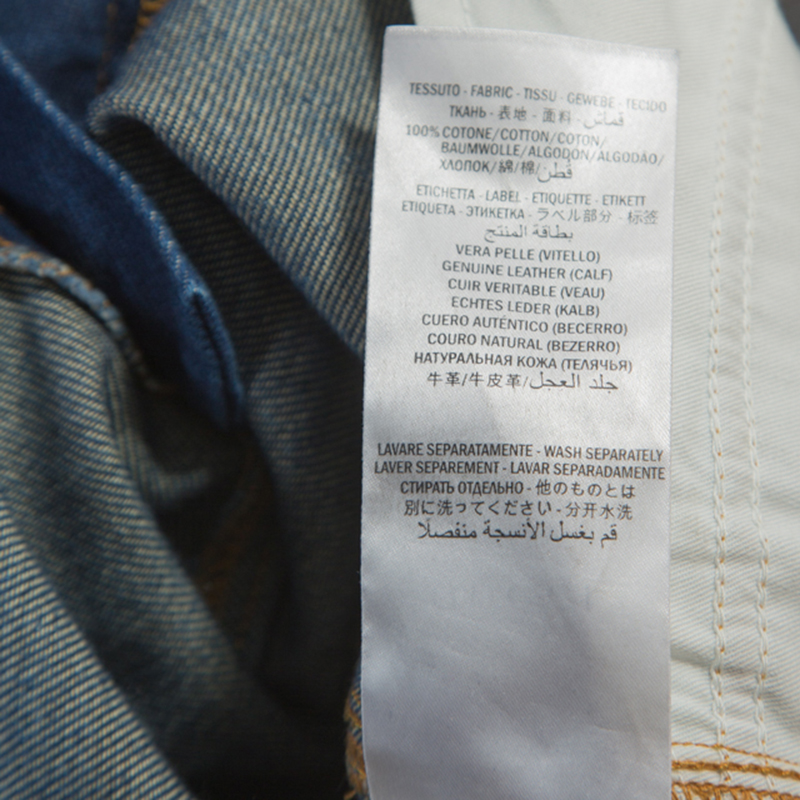 TESSUTO - FABRIC - TISSU - GEWEBE - TECIDO
ТКАНЬ - 表地 - 面料 - قماش
100% COTONE/COTTON/COTON/
BAUMWOLLE/ALGODÓN/ALGODÃO/
ХЛОПОК/綿/棉/قطن
ETICHETTA - LABEL - ETIQUETTE - ETIKETT
ETIQUETA - ЭТИКЕТКА - ラベル部分 - 标签
بطاقة المنتج
VERA PELLE (VITELLO)
GENUINE LEATHER (CALF)
CUIR VERITABLE (VEAU)
ECHTES LEDER (KALB)
CUERO AUTÉNTICO (BECERRO)
COURO NATURAL (BEZERRO)
НАТУРАЛЬНАЯ КОЖА (ТЕЛЯЧЬЯ)
牛革/牛皮革/جلد العجل
LAVARE SEPARATAMENTE - WASH SEPARATELY
LAVER SEPAREMENT - LAVAR SEPARADAMENTE
СТИРАТЬ ОТДЕЛЬНО - 他のものとは
別に洗ってください - 分开水洗
قم بغسل الأنسجة منفصلًا